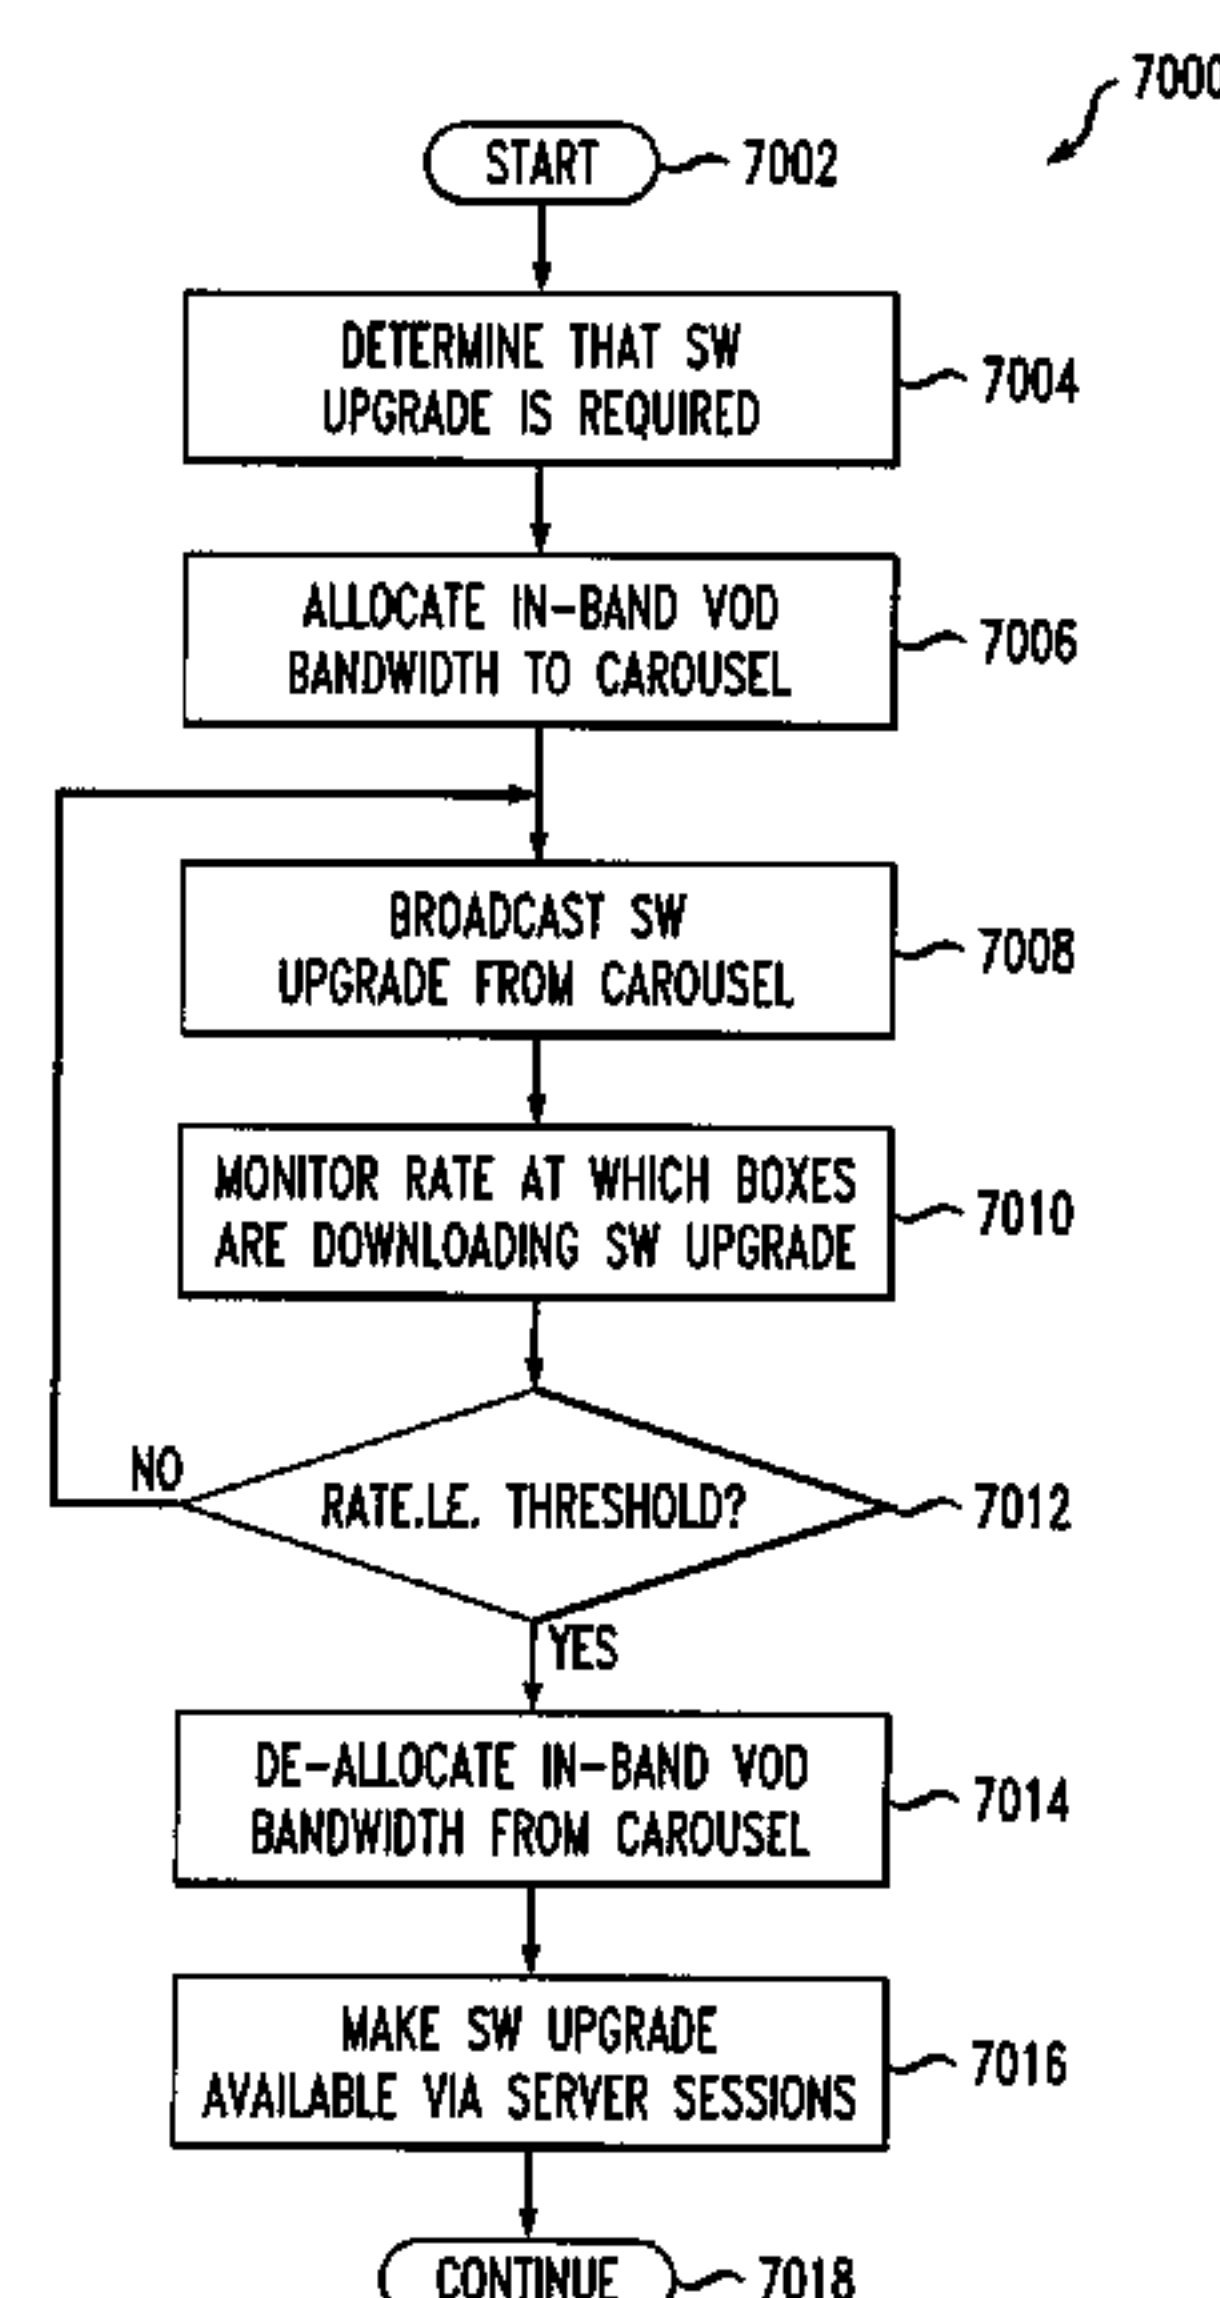 7000
START
7002
DETERMINE THAT SW
UPGRADE IS REQUIRED
7004
ALLOCATE IN-BAND VOD
BANDWIDTH TO CAROUSEL
7006
BROADCAST SW
UPGRADE FROM CAROUSEL
7008
MONITOR RATE AT WHICH BOXES
ARE DOWNLOADING SW UPGRADE
7010
NO
RATE.LE. THRESHOLD?
7012
YES
DE-ALLOCATE IN-BAND VOD
BANDWIDTH FROM CAROUSEL
7014
MAKE SW UPGRADE
AVAILABLE VIA SERVER SESSIONS
7016
CONTINUE
7018